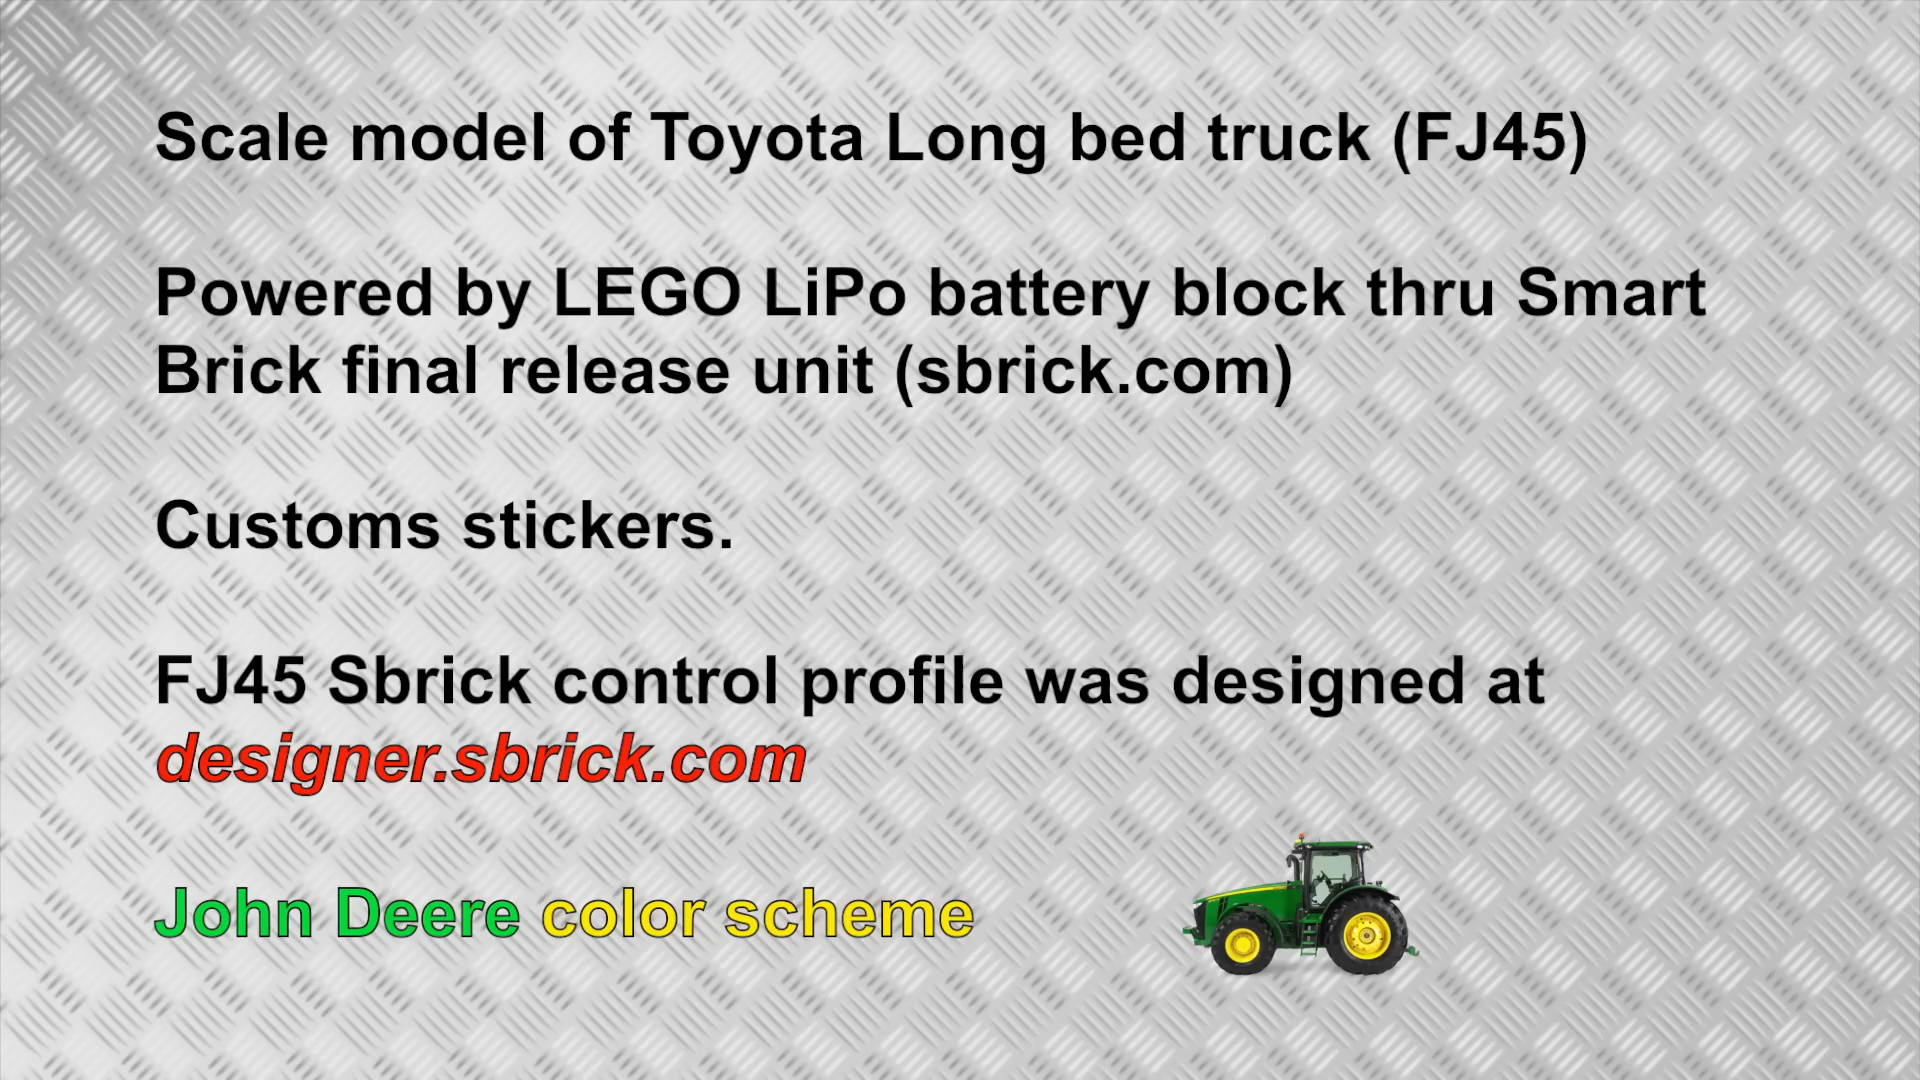 Scale model of Toyota Long bed truck (FJ45)
Powered by LEGO LiPo battery block thru Smart
Brick final release unit (sbrick.com)
Customs stickers.
FJ45 Sbrick control profile was designed at
designer.sbrick.com
John Deere color scheme